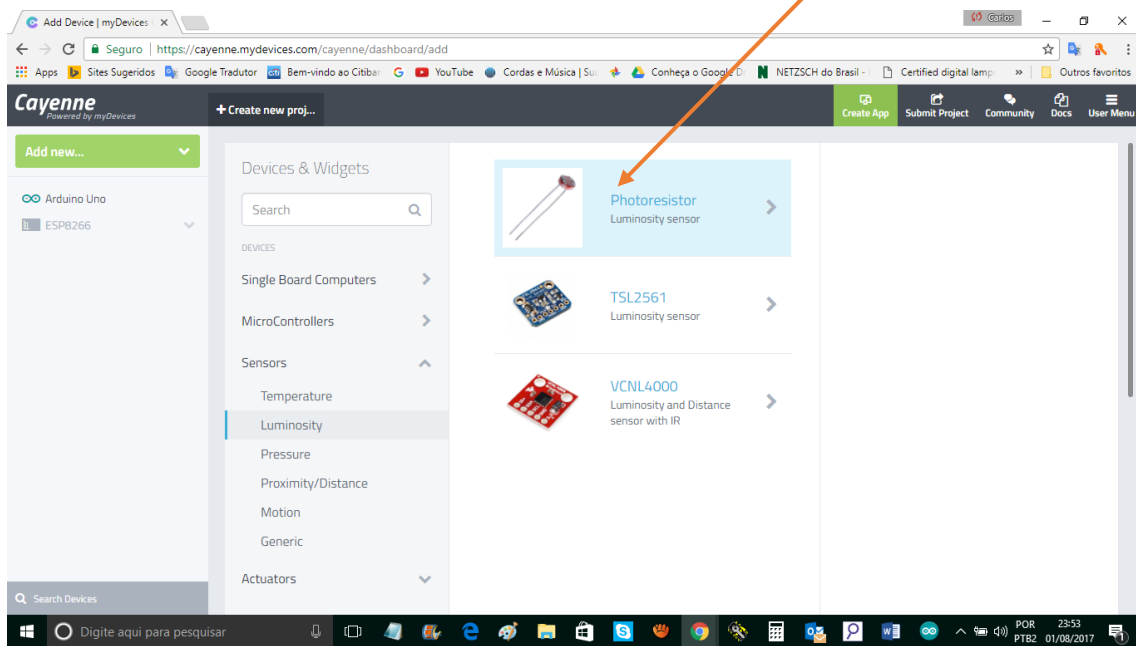 Add Device | myDevices
Carlos
Seguro | https://cayenne.mydevices.com/cayenne/dashboard/add
Apps Sites Sugeridos Google Tradutor citi Bem-vindo ao Citiban YouTube Cordas e Música | Su Conheça o Google Dr NETZSCH do Brasil - Certified digital lamp » Outros favoritos
Cayenne
Powered by myDevices
+ Create new proj...
Create App Submit Project Community Docs User Menu
Add new...
Arduino Uno
ESP8266
Search Devices
Devices & Widgets
Search
DEVICES
Single Board Computers
MicroControllers
Sensors
Temperature
Luminosity
Pressure
Proximity/Distance
Motion
Generic
Actuators
Photoresistor
Luminosity sensor
TSL2561
Luminosity sensor
VCNL4000
Luminosity and Distance
sensor with IR
Digite aqui para pesquisar
POR 23:53
PTB2 01/08/2017